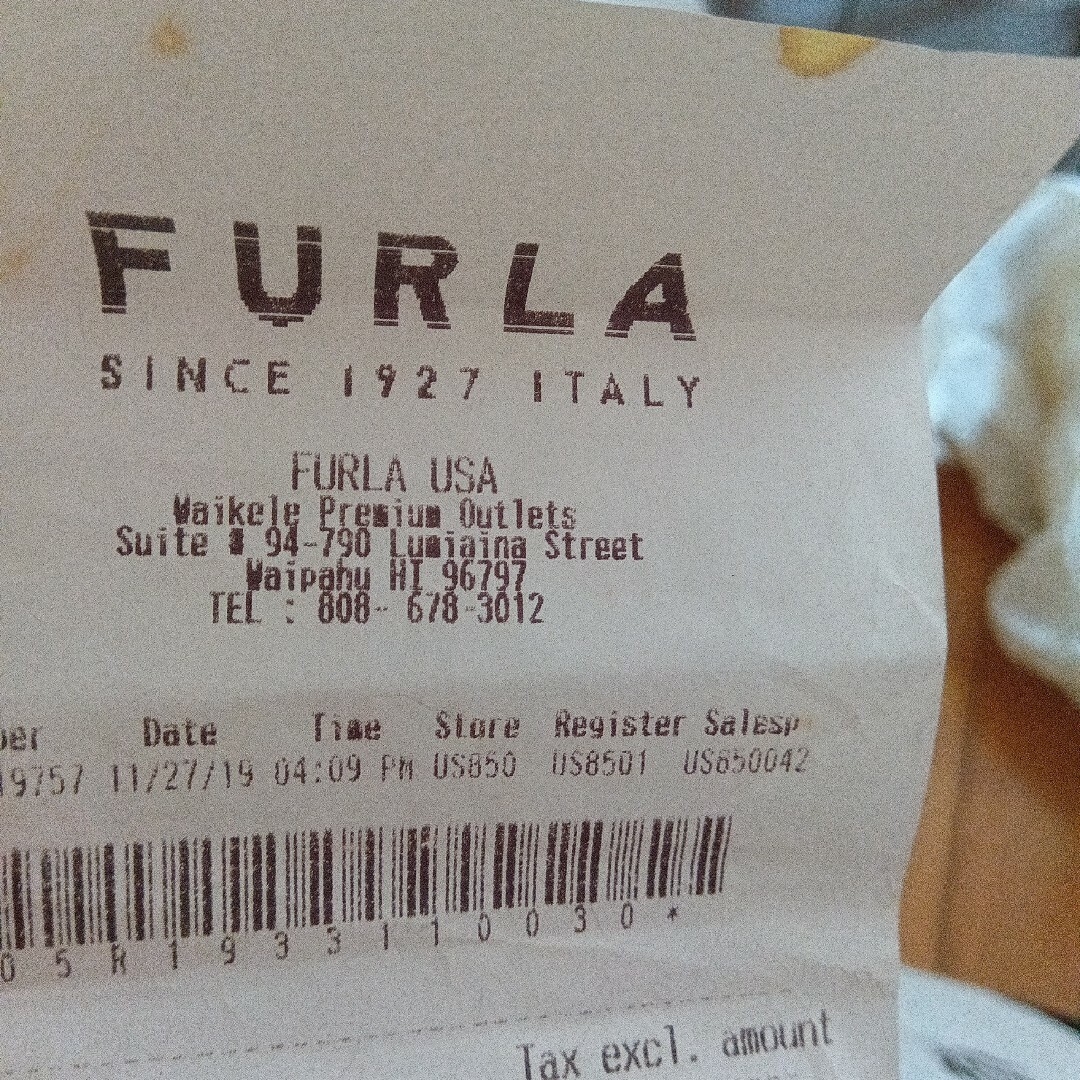 FURLA
SINCE 1927 ITALY
FURLA USA
Waikele Premium Outlets
Suite # 94-790 Lumiaina Street
Waipahu HI 96797
TEL : 808- 678-3012
Date Time Store Register Salesp
19757 11/27/19 04:09 PM US850 US8501 US850042
05R1933110030*
Tax excl. amount